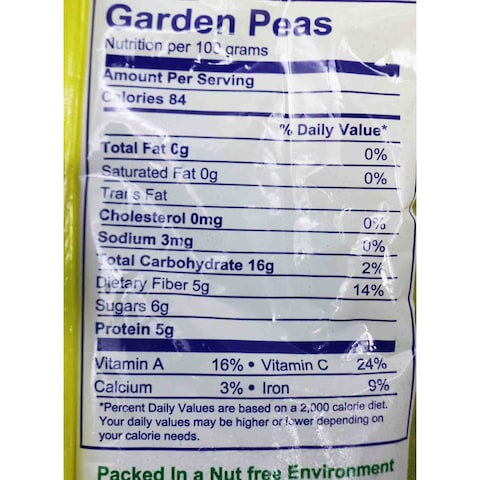 Garden Peas
Nutrition per 100 grams
Amount Per Serving
Calories 84
% Daily Value*
Total Fat 0g 0%
Saturated Fat 0g 0%
Trans Fat
Cholesterol 0mg 0%
Sodium 3mg 0%
Total Carbohydrate 16g 2%
Dietary Fiber 5g 14%
Sugars 6g
Protein 5g
Vitamin A 16% • Vitamin C 24%
Calcium 3% • Iron 9%
*Percent Daily Values are based on a 2,000 calorie diet.
Your daily values may be higher or lower depending on
your calorie needs.
Packed In a Nut free Environment